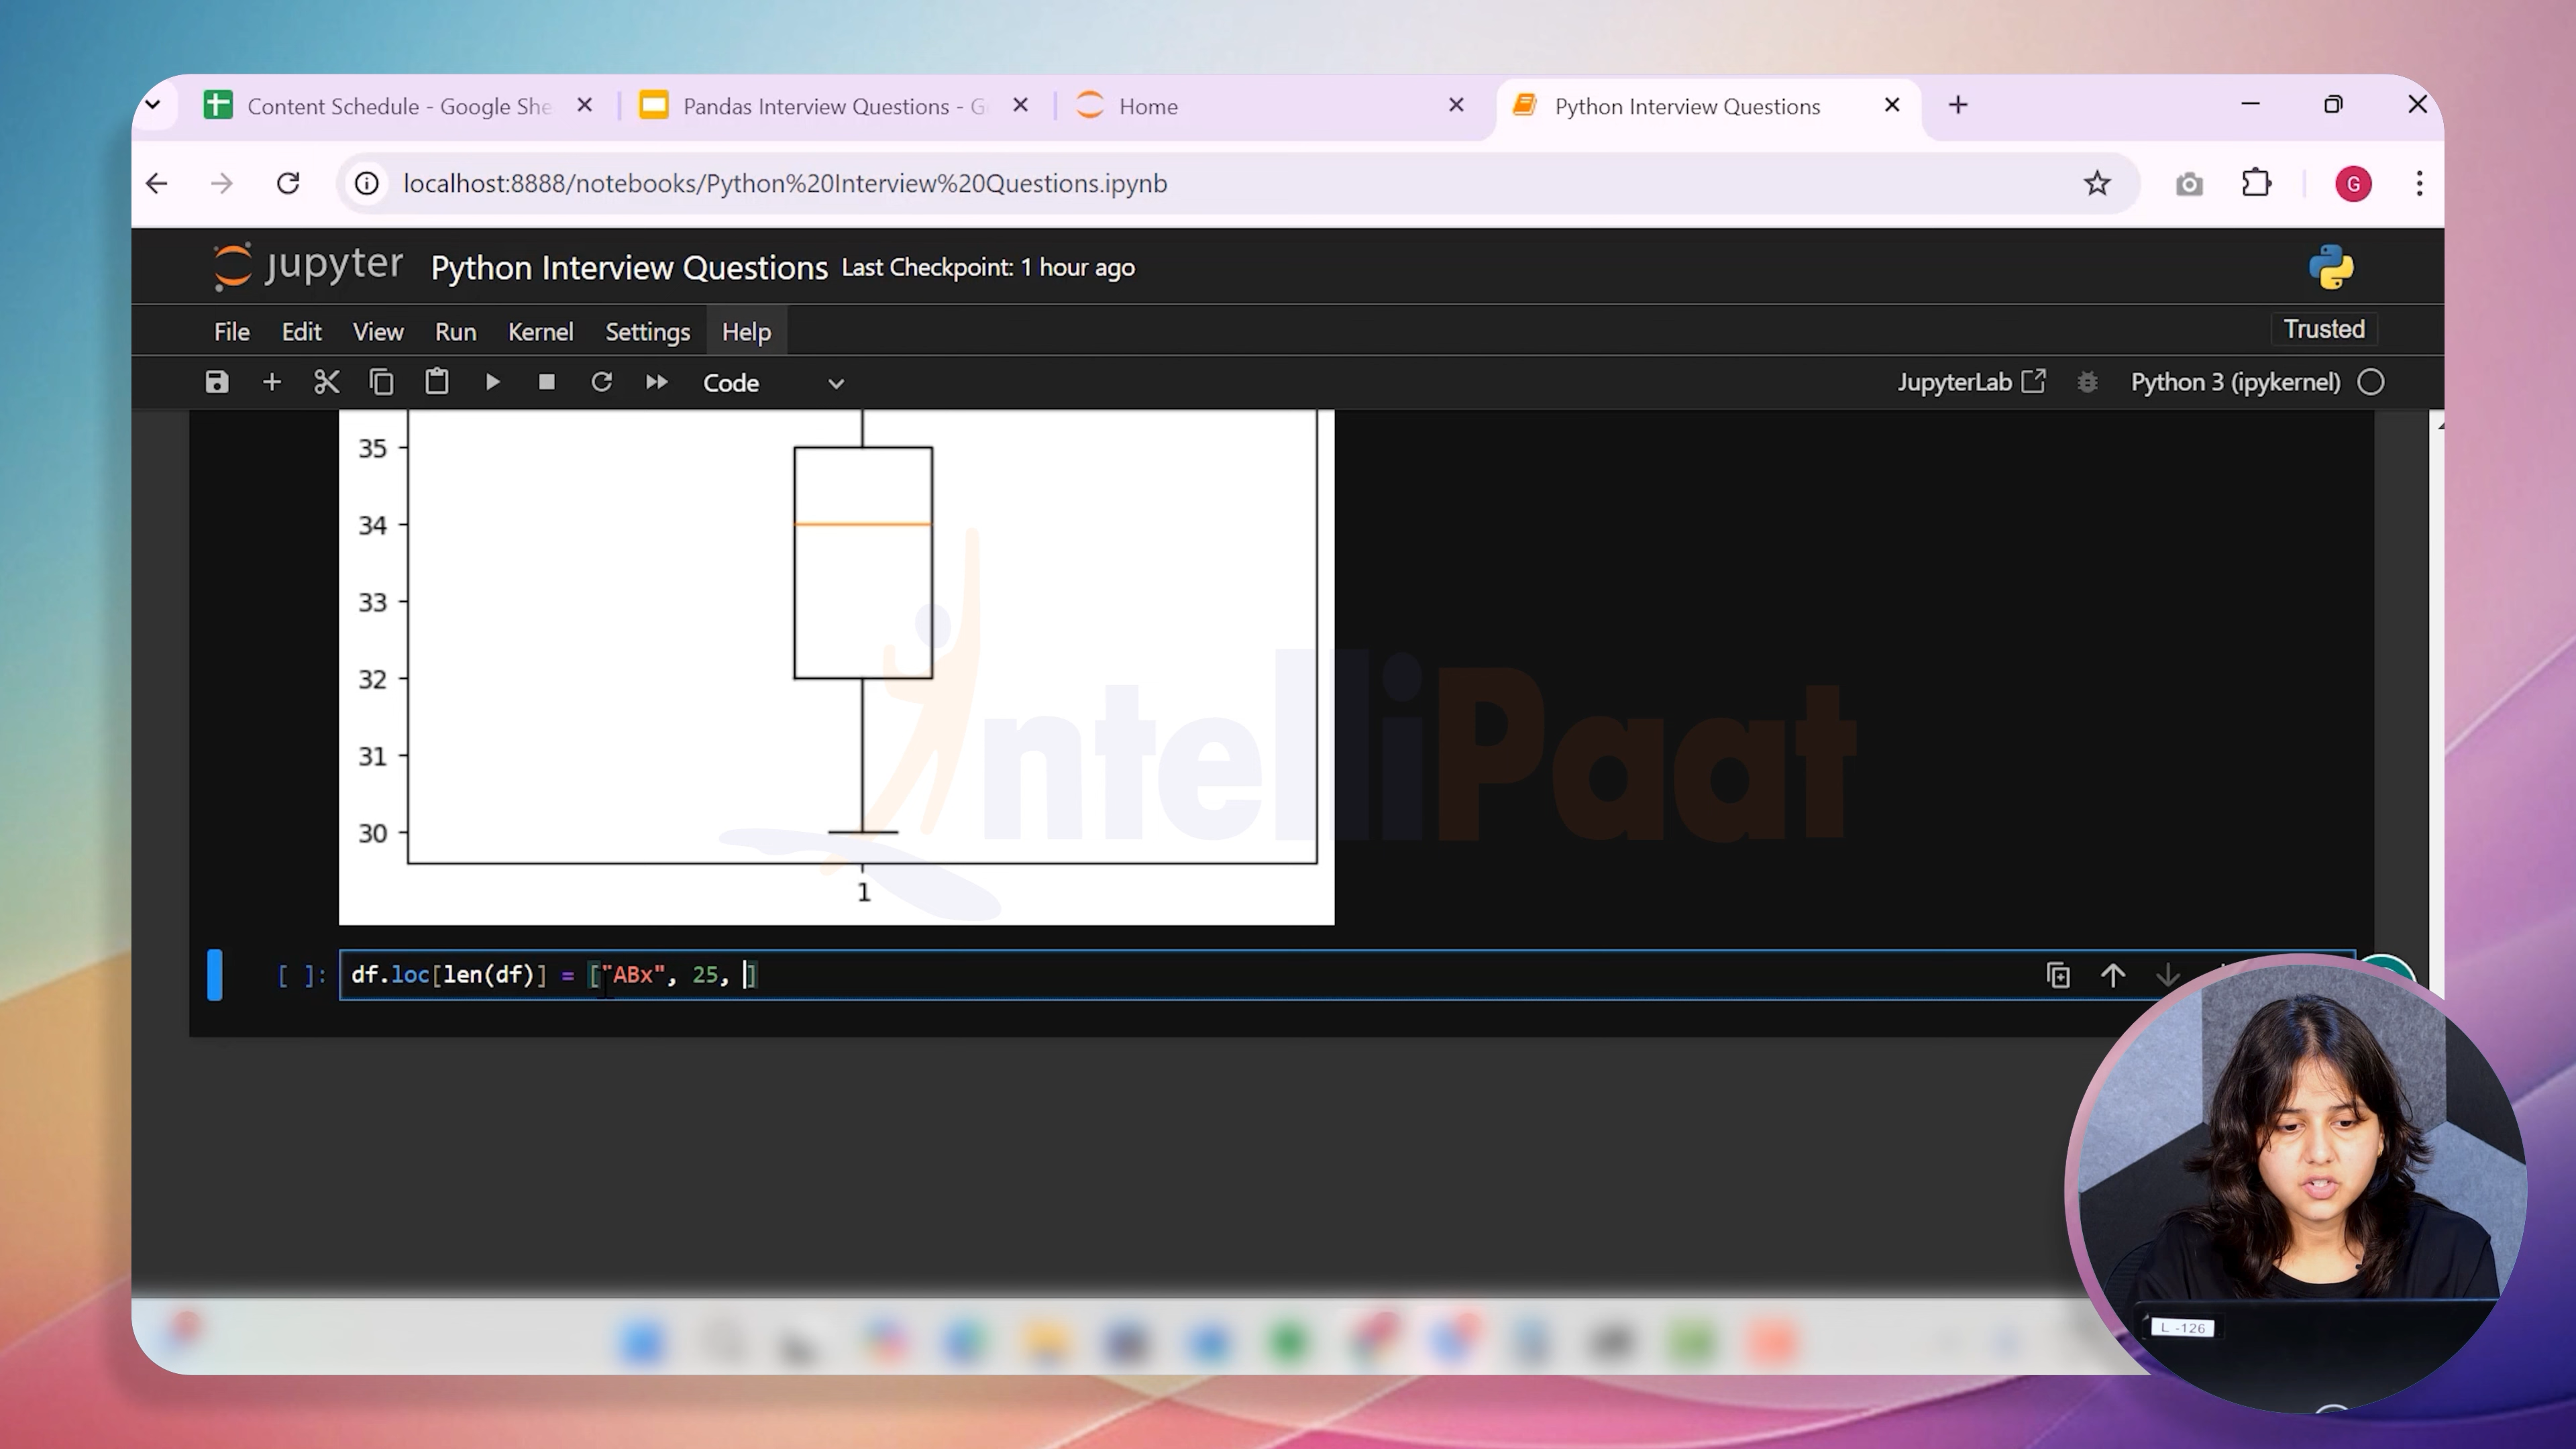 Content Schedule - Google She
Pandas Interview Questions - G
Home
Python Interview Questions
localhost:8888/notebooks/Python%20Interview%20Questions.ipynb
G
jupyter Python Interview Questions Last Checkpoint: 1 hour ago
File Edit View Run Kernel Settings Help
Trusted
Code
JupyterLab
Python 3 (ipykernel)
35
34
33
32
31
30
1
IntelliPaat
[ ]: df.loc[len(df)] = ["ABx", 25, ]
L -126